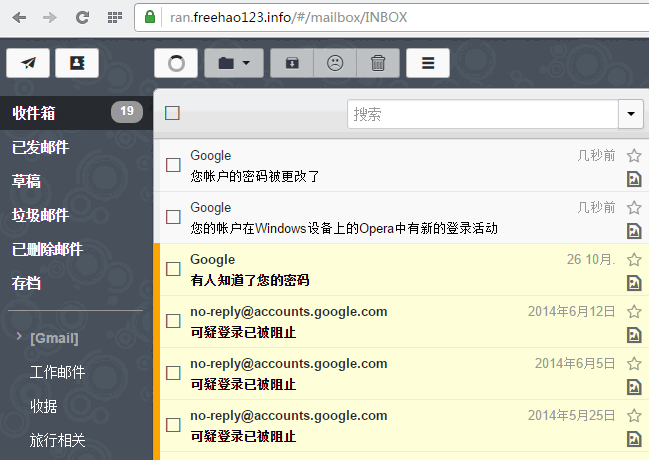 ran.freehao123.info/#/mailbox/INBOX
收件箱 19
已发邮件
草稿
垃圾邮件
已删除邮件
存档
[Gmail]
工作邮件
收据
旅行相关
搜索
Google 几秒前
您帐户的密码被更改了
Google 几秒前
您的帐户在Windows设备上的Opera中有新的登录活动
Google 26 10月.
有人知道了您的密码
no-reply@accounts.google.com 2014年6月12日
可疑登录已被阻止
no-reply@accounts.google.com 2014年6月5日
可疑登录已被阻止
no-reply@accounts.google.com 2014年5月25日
可疑登录已被阻止